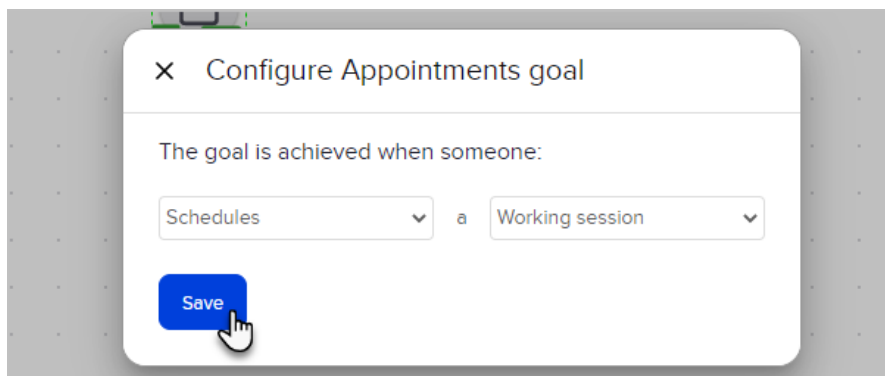 Configure Appointments goal
The goal is achieved when someone:
Schedules a Working session
Save